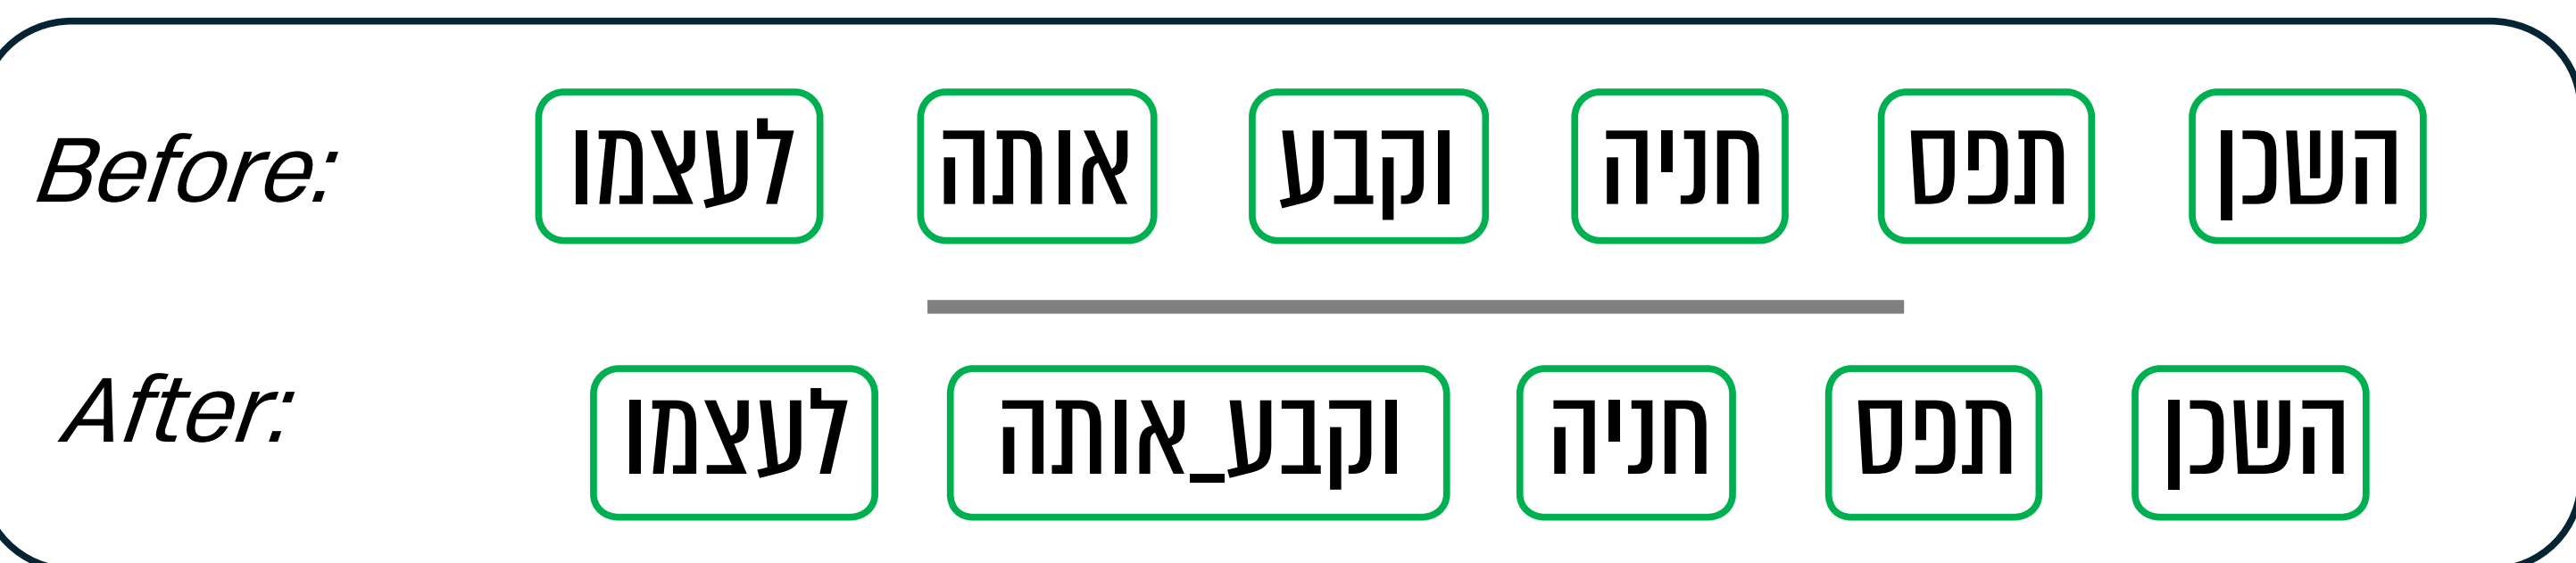 Before: השכן תפס חניה וקבע אותה לעצמו
After: השכן תפס חניה וקבע_אותה לעצמו